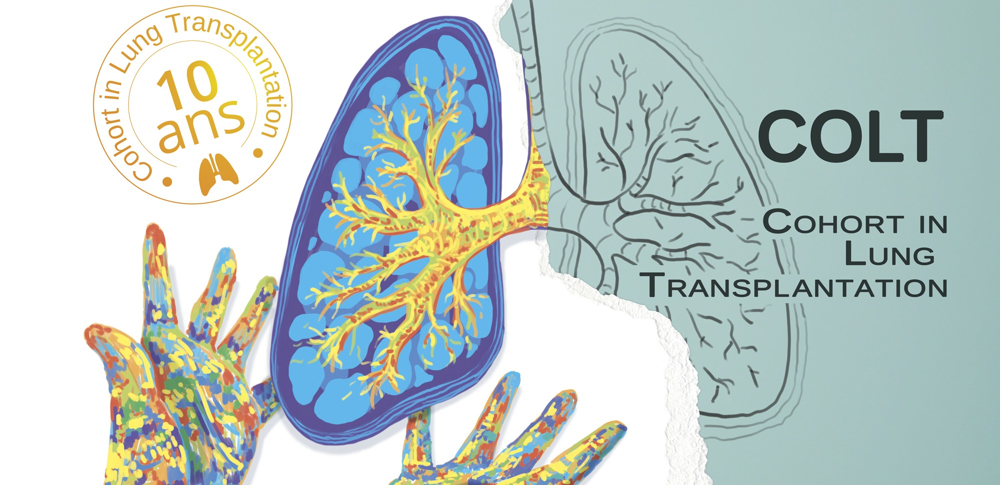 Cohort in Lung Transplantation
10
ans
COLT
COHORT IN
LUNG
TRANSPLANTATION